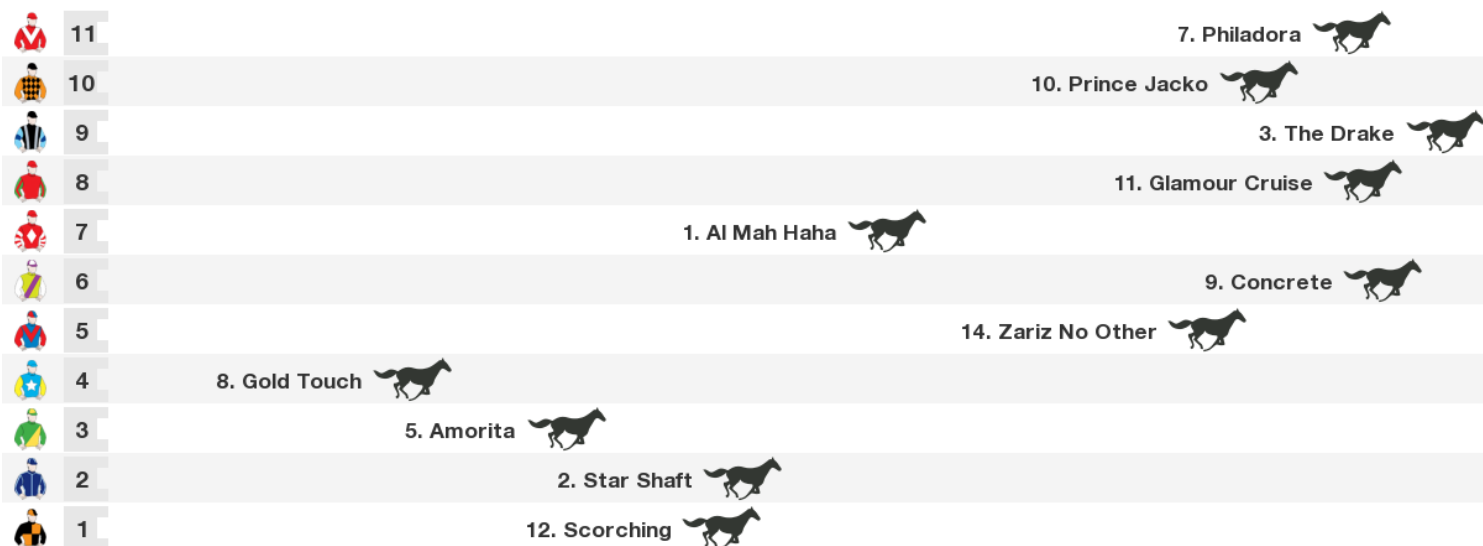 11 7. Philadora
10 10. Prince Jacko
9 3. The Drake
8 11. Glamour Cruise
7 1. Al Mah Haha
6 9. Concrete
5 14. Zariz No Other
4 8. Gold Touch
3 5. Amorita
2 2. Star Shaft
1 12. Scorching